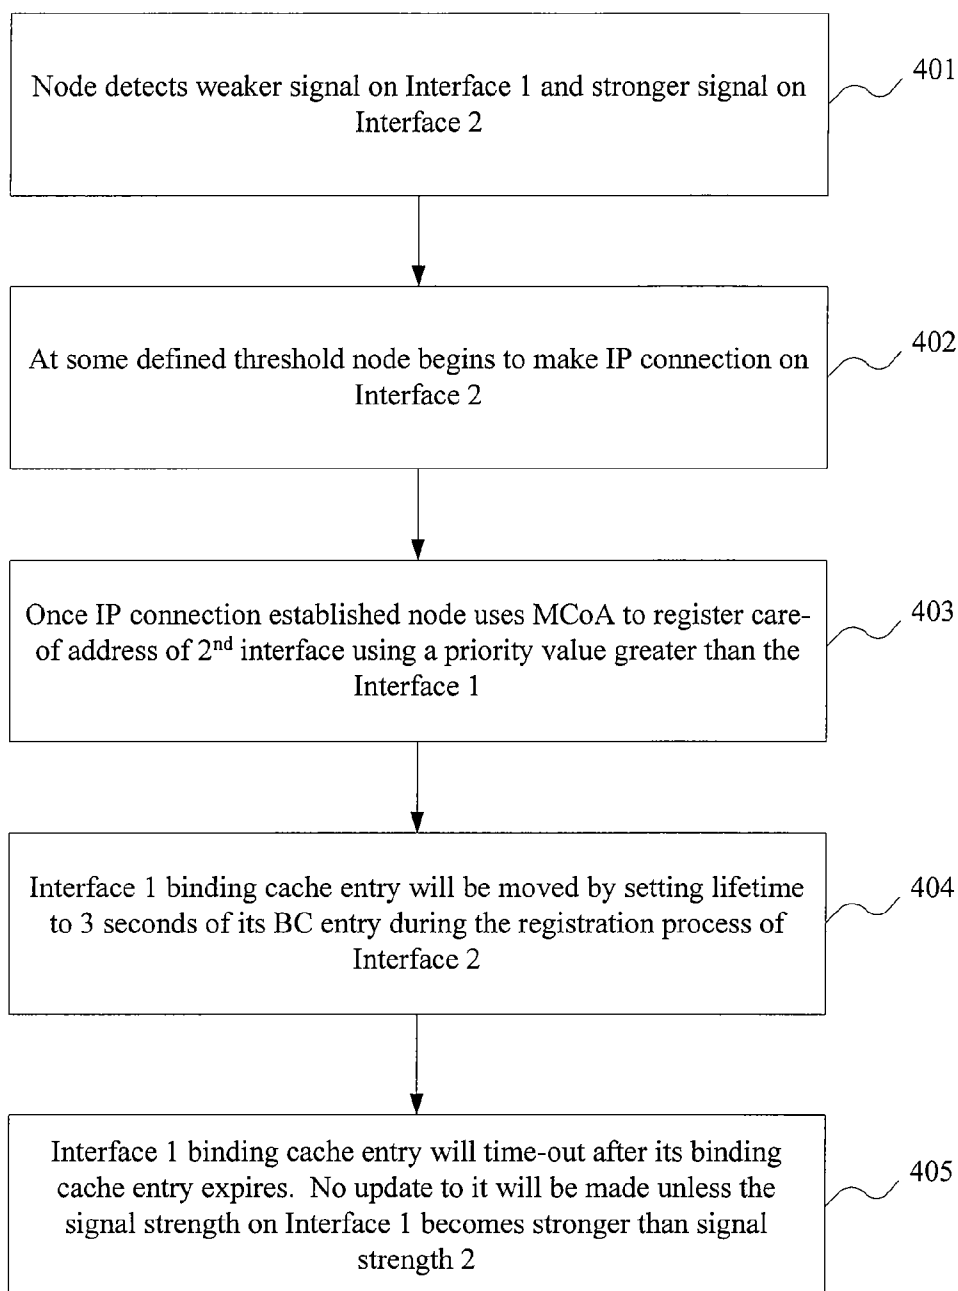 Node detects weaker signal on Interface 1 and stronger signal on
Interface 2
401
At some defined threshold node begins to make IP connection on
Interface 2
402
Once IP connection established node uses MCoA to register care-
of address of 2nd interface using a priority value greater than the
Interface 1
403
Interface 1 binding cache entry will be moved by setting lifetime
to 3 seconds of its BC entry during the registration process of
Interface 2
404
Interface 1 binding cache entry will time-out after its binding
cache entry expires.  No update to it will be made unless the
signal strength on Interface 1 becomes stronger than signal
strength 2
405